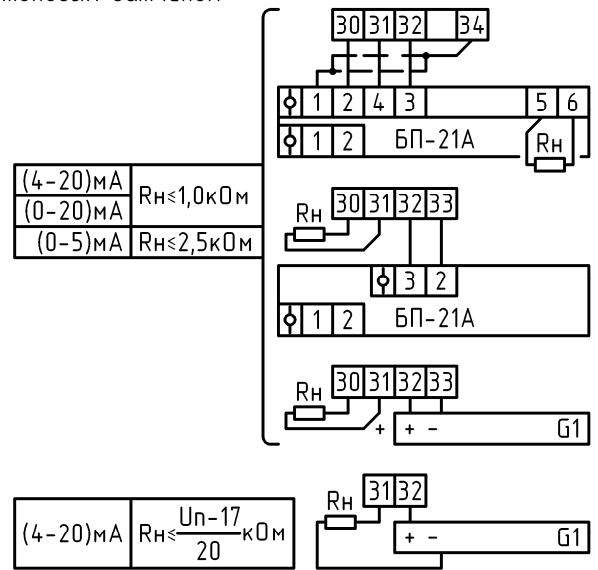 30 31 32 34
1 2 4 3 5 6
1 2 БП-21А Rн
(4-20)мА Rн≤1,0кОм
(0-20)мА
(0-5)мА Rн≤2,5кОм
Rн 30 31 32 33
3 2
1 2 БП-21А
Rн 30 31 32 33
+ + - G1
Rн 31 32
(4-20)мА Rн≤ Uп-17 кОм
20
+ - G1